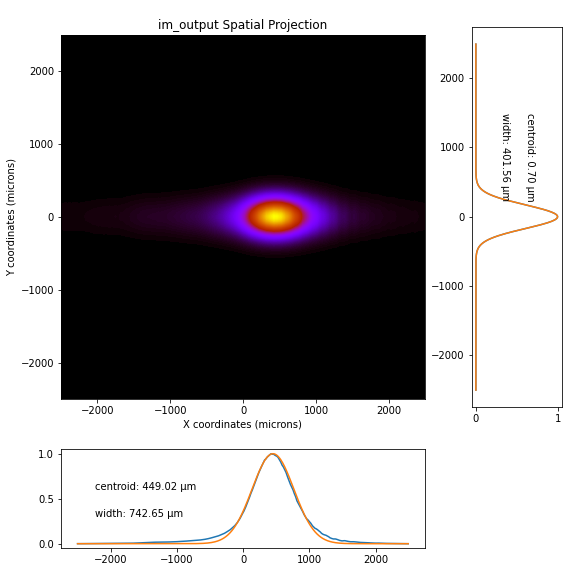 im_output Spatial Projection
2000
1000
0
−1000
−2000
Y coordinates (microns)
−2000 −1000 0 1000 2000
X coordinates (microns)
2000
1000
0
−1000
−2000
centroid: 0.70 μm
width: 401.56 μm
0 1
1.0
0.5
0.0
centroid: 449.02 μm
width: 742.65 μm
−2000 −1000 0 1000 2000